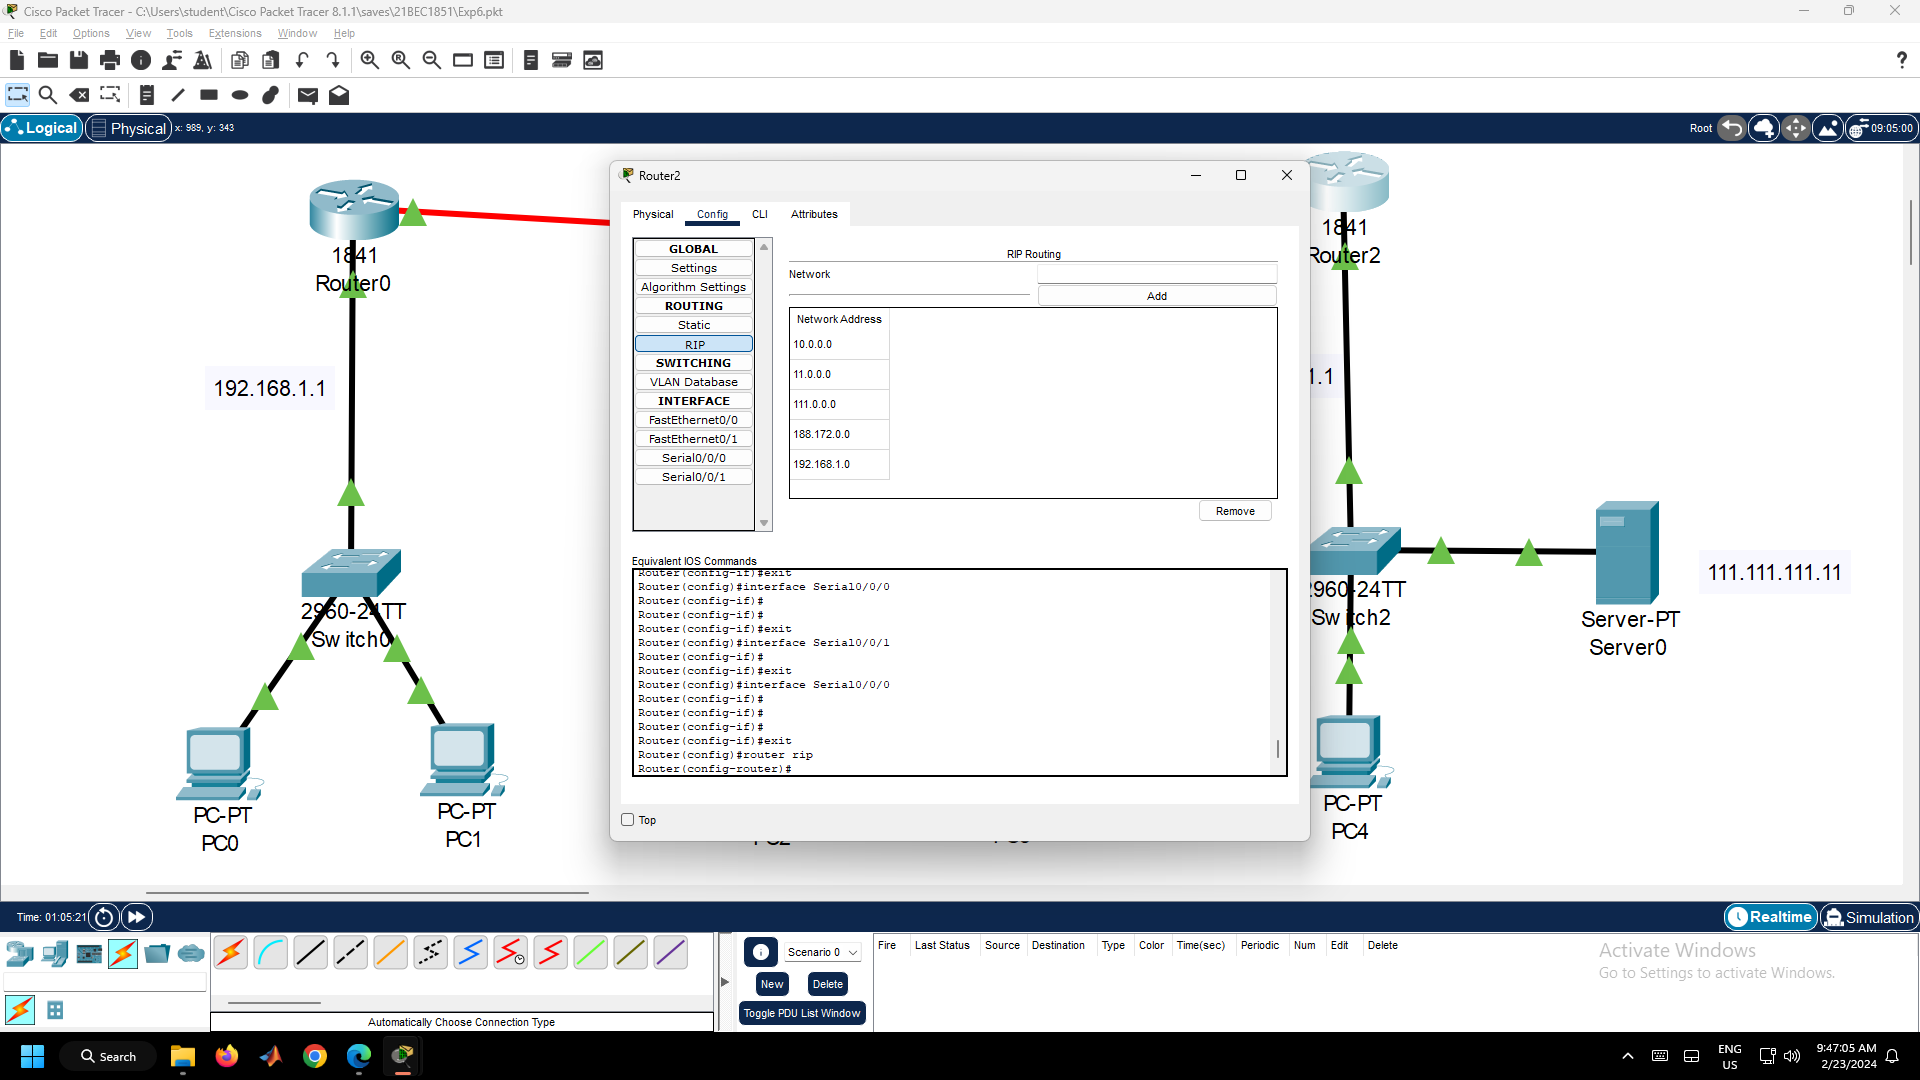 Cisco Packet Tracer - C:\Users\student\Cisco Packet Tracer 8.1.1\saves\21BEC1851\Exp6.pkt
File Edit Options View Tools Extensions Window Help
Logical Physical x: 989, y: 343
Root 09:05:00
Router2
Physical Config CLI Attributes
GLOBAL
Settings
Algorithm Settings
ROUTING
Static
RIP
SWITCHING
VLAN Database
INTERFACE
FastEthernet0/0
FastEthernet0/1
Serial0/0/0
Serial0/0/1
RIP Routing
Network
Add
Network Address
10.0.0.0
11.0.0.0
111.0.0.0
188.172.0.0
192.168.1.0
Remove
Equivalent IOS Commands
Router(config-if)#exit
Router(config)#interface Serial0/0/0
Router(config-if)#
Router(config-if)#
Router(config-if)#exit
Router(config)#interface Serial0/0/1
Router(config-if)#
Router(config-if)#exit
Router(config)#interface Serial0/0/0
Router(config-if)#
Router(config-if)#
Router(config-if)#
Router(config-if)#exit
Router(config)#router rip
Router(config-router)#
Top
1841
Router0
192.168.1.1
2960-24TT
Switch0
PC-PT
PC0
PC-PT
PC1
1841
Router2
1.1
2960-24TT
Switch2
Server-PT
Server0
111.111.111.11
PC-PT
PC4
Time: 01:05:21
Realtime Simulation
Automatically Choose Connection Type
Scenario 0
New Delete
Toggle PDU List Window
Fire Last Status Source Destination Type Color Time(sec) Periodic Num Edit Delete
Activate Windows
Go to Settings to activate Windows.
Search
ENG
US
9:47:05 AM
2/23/2024